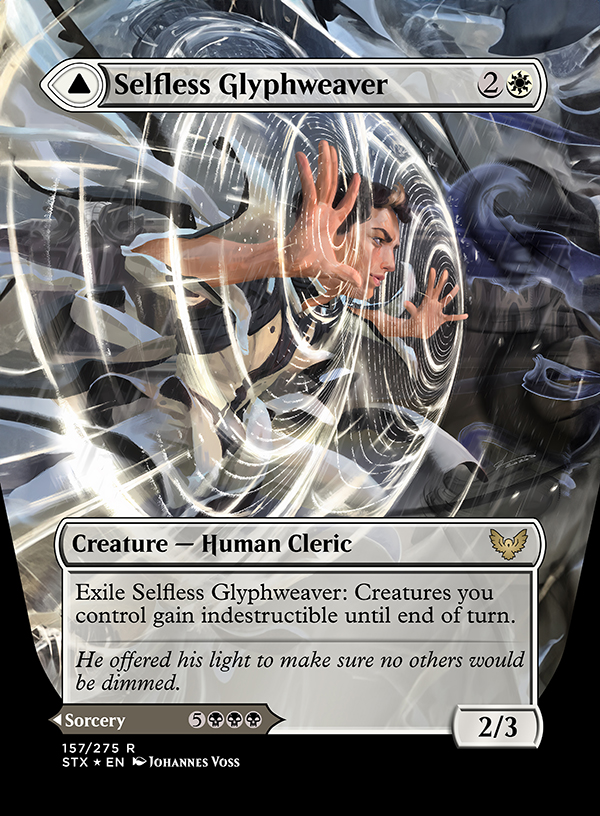 Selfless Glyphweaver 2
Creature — Human Cleric
Exile Selfless Glyphweaver: Creatures you
control gain indestructible until end of turn.
He offered his light to make sure no others would
be dimmed.
Sorcery 5
2/3
157/275 R
STX ★ EN Johannes Voss